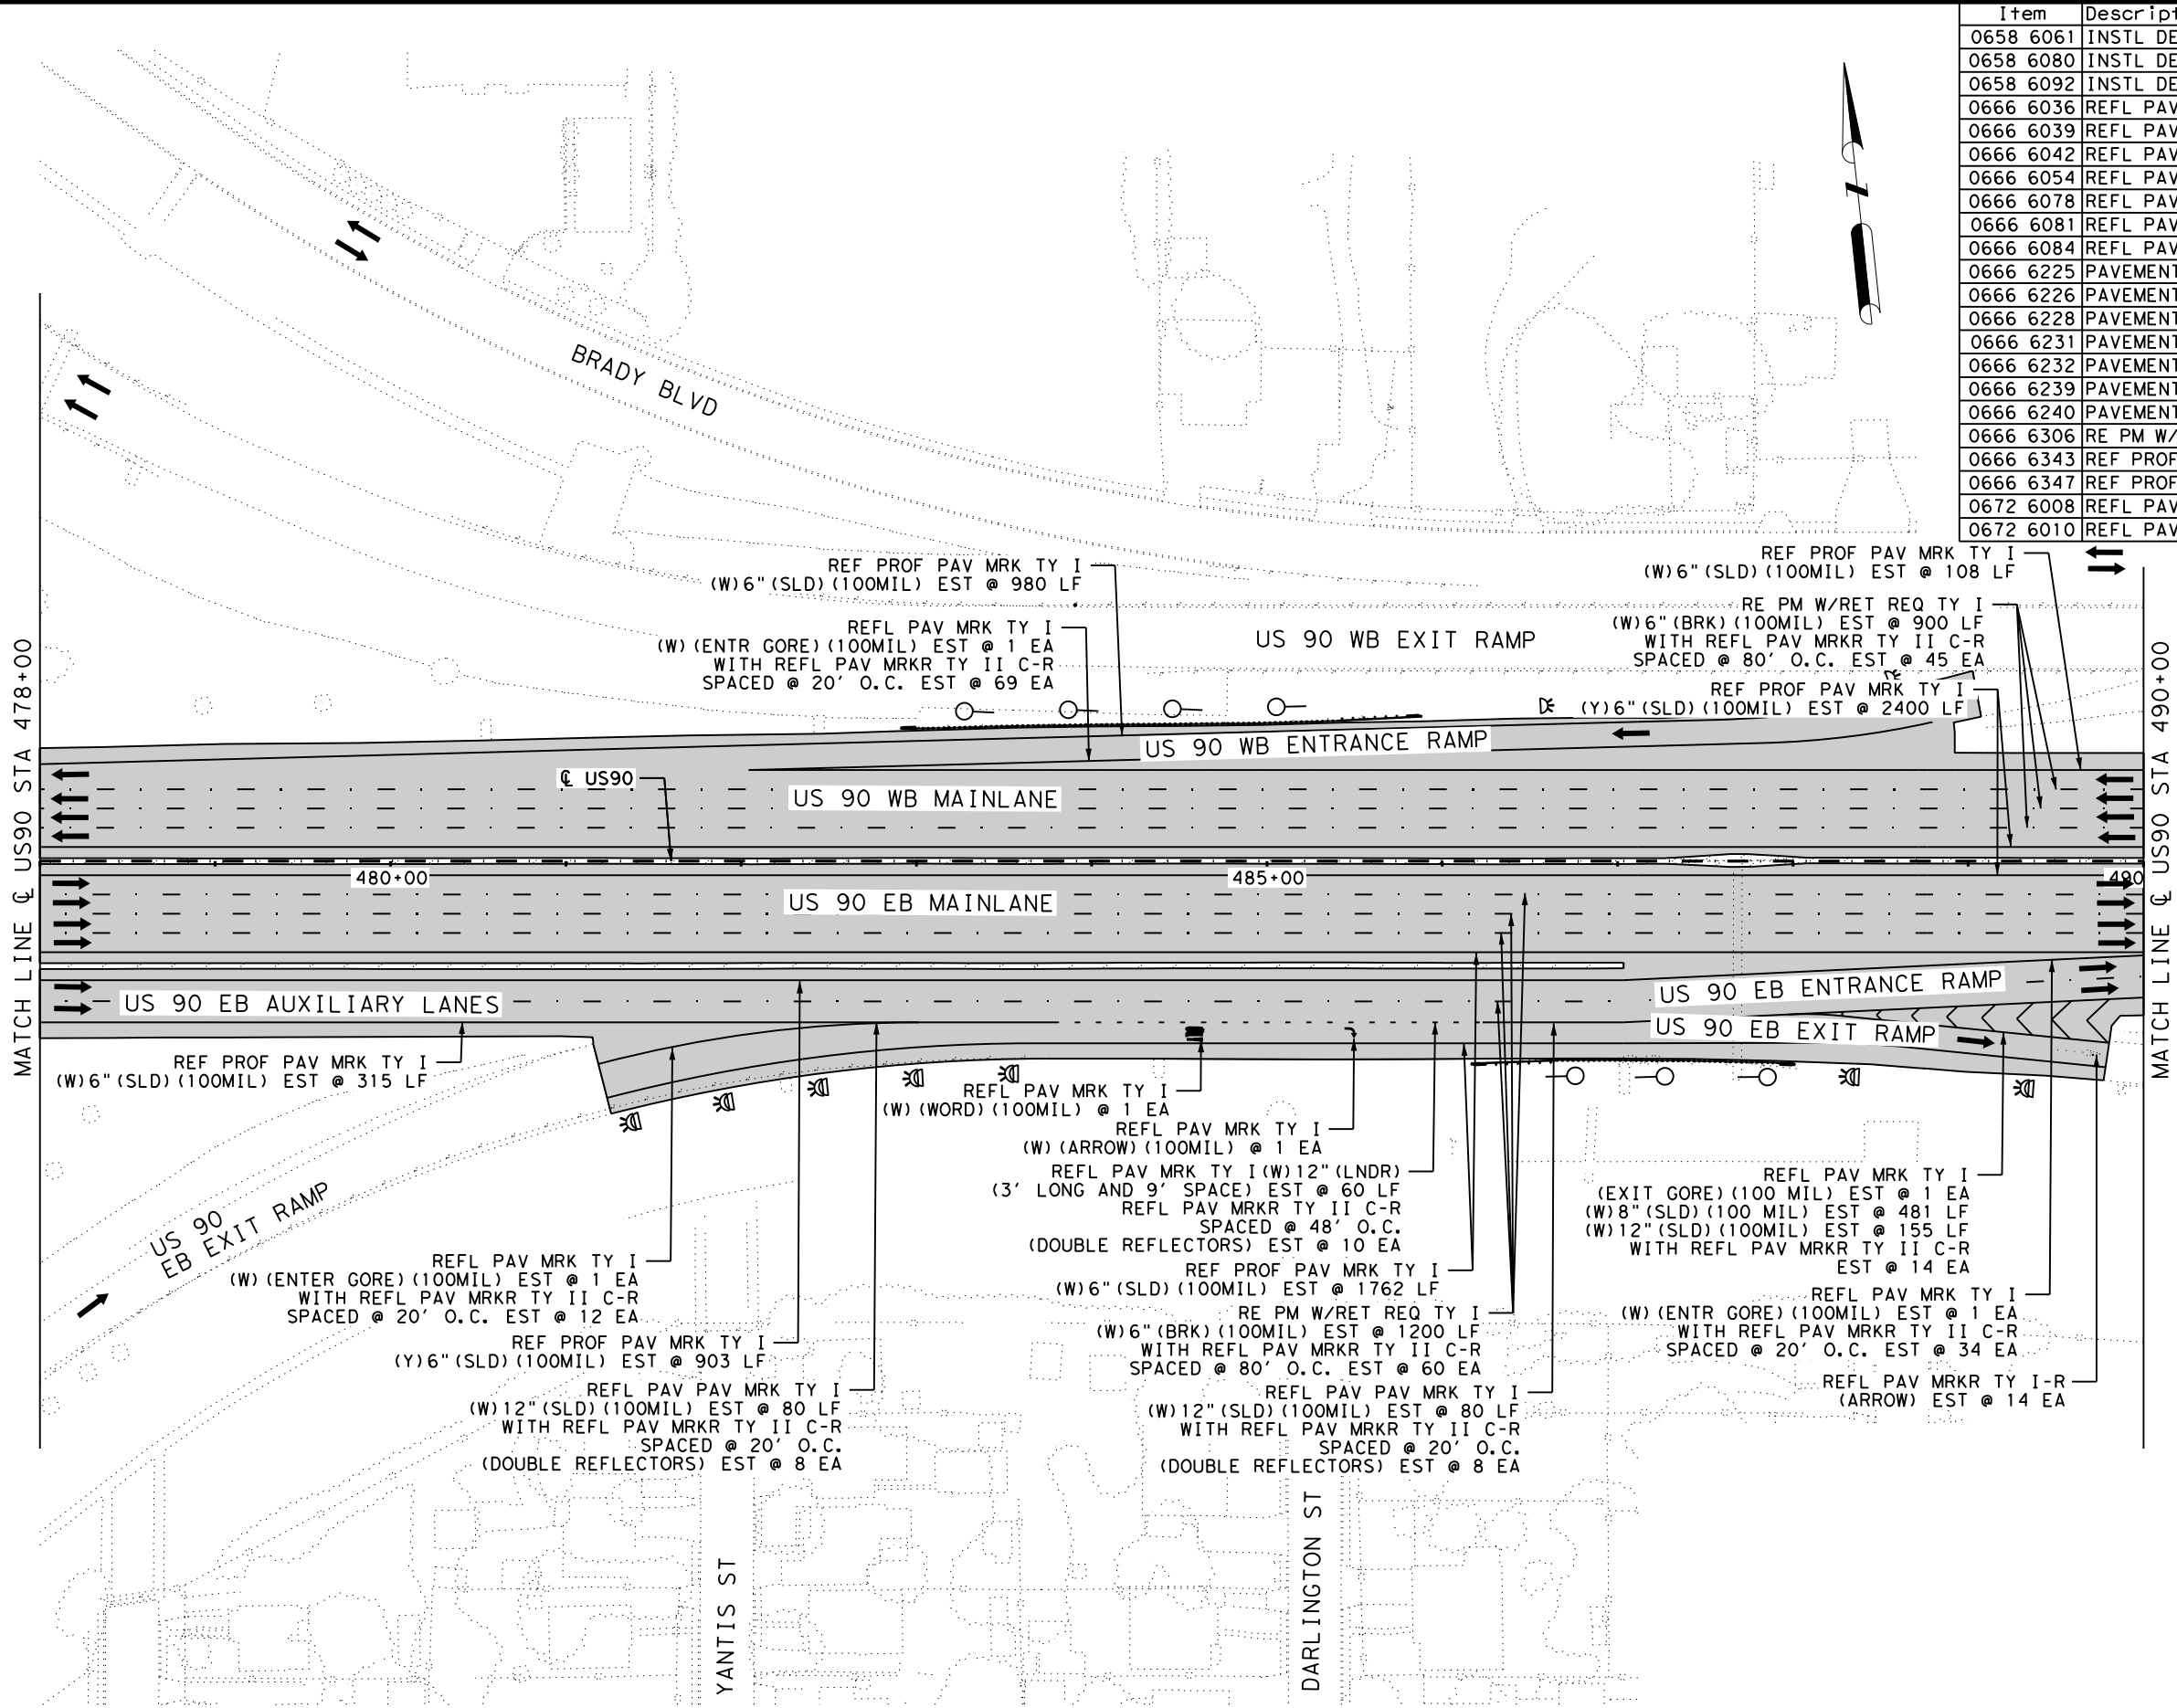 Item Descript
0658 6061 INSTL DE
0658 6080 INSTL DE
0658 6092 INSTL DE
0666 6036 REFL PAV
0666 6039 REFL PAV
0666 6042 REFL PAV
0666 6054 REFL PAV
0666 6078 REFL PAV
0666 6081 REFL PAV
0666 6084 REFL PAV
0666 6225 PAVEMENT
0666 6226 PAVEMENT
0666 6228 PAVEMENT
0666 6231 PAVEMENT
0666 6232 PAVEMENT
0666 6239 PAVEMENT
0666 6240 PAVEMENT
0666 6306 RE PM W/
0666 6343 REF PROF
0666 6347 REF PROF
0672 6008 REFL PAV
0672 6010 REFL PAV
BRADY BLVD
REF PROF PAV MRK TY I
(W)6"(SLD)(100MIL) EST @ 980 LF
REFL PAV MRK TY I
(W)(ENTR GORE)(100MIL) EST @ 1 EA
WITH REFL PAV MRKR TY II C-R
SPACED @ 20' O.C. EST @ 69 EA
US 90 WB EXIT RAMP
REF PROF PAV MRK TY I
(W)6"(SLD)(100MIL) EST @ 108 LF
RE PM W/RET REQ TY I
(W)6"(BRK)(100MIL) EST @ 900 LF
WITH REFL PAV MRKR TY II C-R
SPACED @ 80' O.C. EST @ 45 EA
REF PROF PAV MRK TY I
(Y)6"(SLD)(100MIL) EST @ 2400 LF
MATCH LINE ℄ US90 STA 478+00
MATCH LINE ℄ US90 STA 490+00
US 90 WB ENTRANCE RAMP
℄ US90
US 90 WB MAINLANE
480+00
485+00
490
US 90 EB MAINLANE
US 90 EB AUXILIARY LANES
US 90 EB ENTRANCE RAMP
US 90 EB EXIT RAMP
REF PROF PAV MRK TY I
(W)6"(SLD)(100MIL) EST @ 315 LF
REFL PAV MRK TY I
(W)(WORD)(100MIL) @ 1 EA
REFL PAV MRK TY I
(W)(ARROW)(100MIL) @ 1 EA
REFL PAV MRK TY I(W)12"(LNDR)
(3' LONG AND 9' SPACE) EST @ 60 LF
REFL PAV MRKR TY II C-R
SPACED @ 48' O.C.
(DOUBLE REFLECTORS) EST @ 10 EA
REF PROF PAV MRK TY I
(W)6"(SLD)(100MIL) EST @ 1762 LF
RE PM W/RET REQ TY I
(W)6"(BRK)(100MIL) EST @ 1200 LF
WITH REFL PAV MRKR TY II C-R
SPACED @ 80' O.C. EST @ 60 EA
REFL PAV PAV MRK TY I
(W)12"(SLD)(100MIL) EST @ 80 LF
WITH REFL PAV MRKR TY II C-R
SPACED @ 20' O.C.
(DOUBLE REFLECTORS) EST @ 8 EA
REFL PAV MRK TY I
(EXIT GORE)(100 MIL) EST @ 1 EA
(W)8"(SLD)(100 MIL) EST @ 481 LF
(W)12"(SLD)(100MIL) EST @ 155 LF
WITH REFL PAV MRKR TY II C-R
EST @ 14 EA
REFL PAV MRK TY I
(W)(ENTR GORE)(100MIL) EST @ 1 EA
WITH REFL PAV MRKR TY II C-R
SPACED @ 20' O.C. EST @ 34 EA
REFL PAV MRKR TY I-R
(ARROW) EST @ 14 EA
US 90
EB EXIT RAMP
REFL PAV MRK TY I
(W)(ENTER GORE)(100MIL) EST @ 1 EA
WITH REFL PAV MRKR TY II C-R
SPACED @ 20' O.C. EST @ 12 EA
REF PROF PAV MRK TY I
(Y)6"(SLD)(100MIL) EST @ 903 LF
REFL PAV PAV MRK TY I
(W)12"(SLD)(100MIL) EST @ 80 LF
WITH REFL PAV MRKR TY II C-R
SPACED @ 20' O.C.
(DOUBLE REFLECTORS) EST @ 8 EA
YANTIS ST
DARLINGTON ST